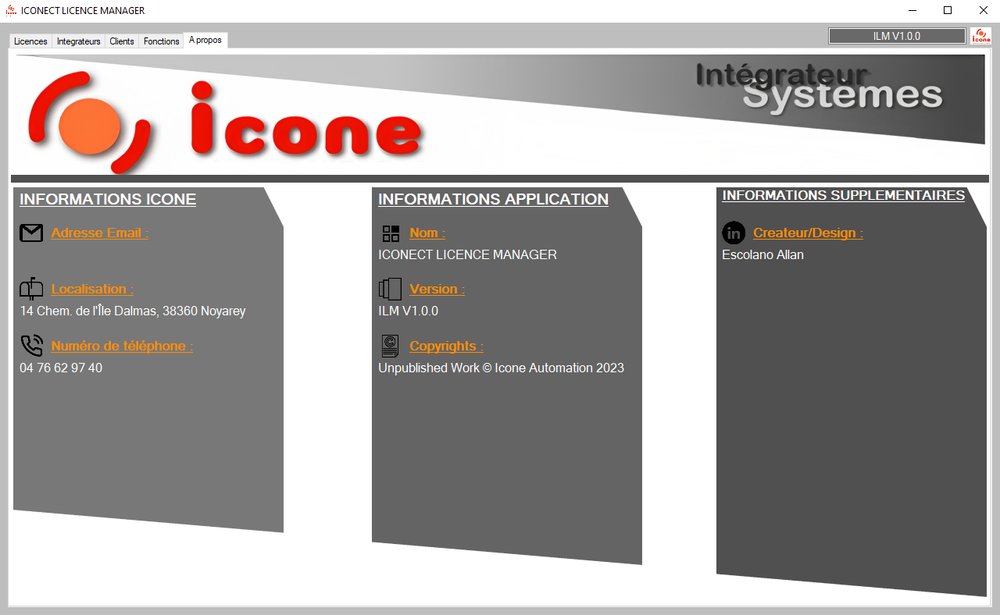 ICONECT LICENCE MANAGER
Licences Integrateurs Clients Fonctions A propos
ILM V1.0.0
icone
icone
Intégrateur
Systèmes
INFORMATIONS ICONE
Adresse Email :
Localisation :
14 Chem. de l'Île Dalmas, 38360 Noyarey
Numéro de téléphone :
04 76 62 97 40
INFORMATIONS APPLICATION
Nom :
ICONECT LICENCE MANAGER
Version :
ILM V1.0.0
Copyrights :
Unpublished Work © Icone Automation 2023
INFORMATIONS SUPPLEMENTAIRES
in
Createur/Design :
Escolano Allan